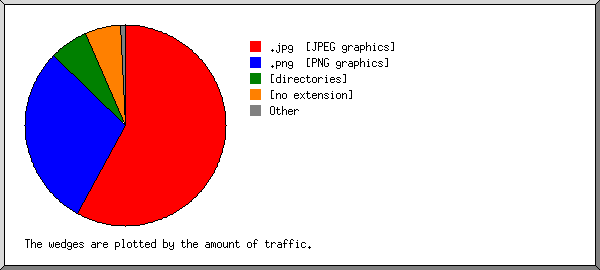 .jpg [JPEG graphics]
.png [PNG graphics]
[directories]
[no extension]
Other
The wedges are plotted by the amount of traffic.